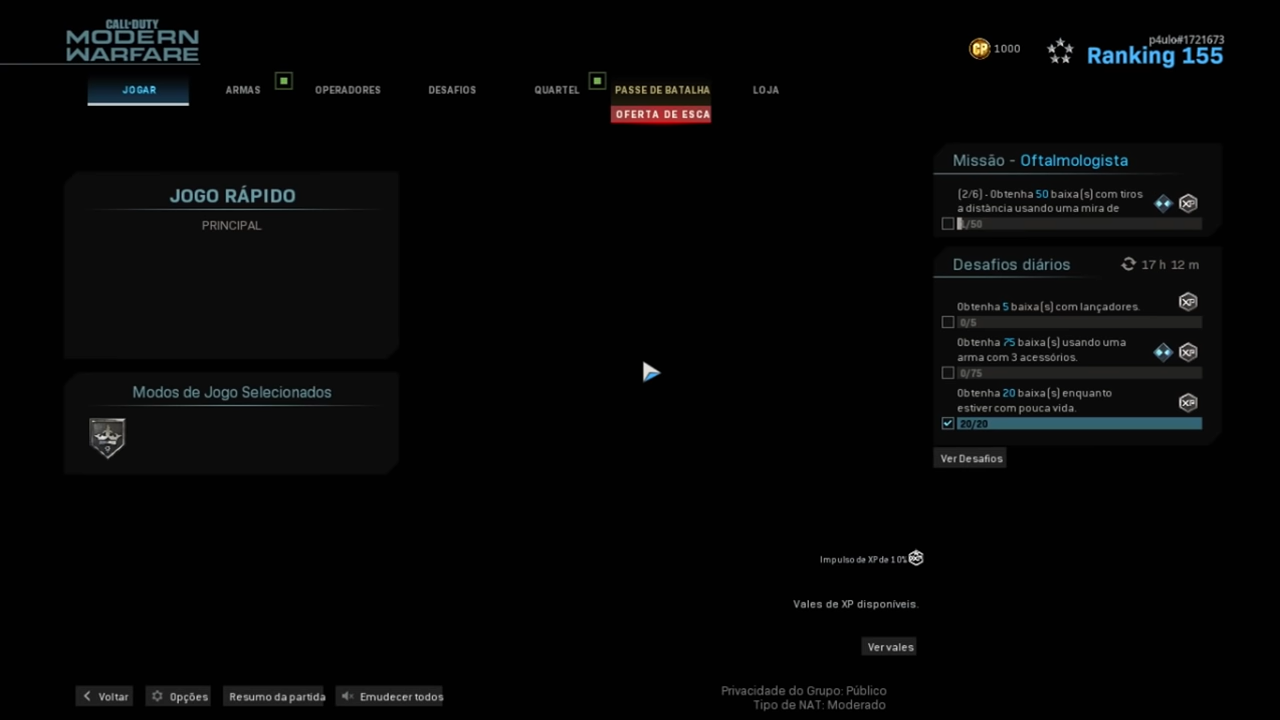 CALL·DUTY
MODERN
WARFARE
CP 1000
p4ulo#1721673
Ranking 155
JOGAR
ARMAS
OPERADORES
DESAFIOS
QUARTEL
PASSE DE BATALHA
LOJA
OFERTA DE ESCA
JOGO RÁPIDO
PRINCIPAL
Modos de Jogo Selecionados
Missão - Oftalmologista
(2/6) - Obtenha 50 baixa(s) com tiros
a distância usando uma mira de
/50
Desafios diários
17 h 12 m
Obtenha 5 baixa(s) com lançadores.
XP
0/5
Obtenha 75 baixa(s) usando uma
arma com 3 acessórios.
XP
0/75
Obtenha 20 baixa(s) enquanto
estiver com pouca vida.
XP
20/20
Ver Desafios
Impulso de XP de 10%
Vales de XP disponíveis.
Ver vales
Voltar
Opções
Resumo da partida
Emudecer todos
Privacidade do Grupo: Público
Tipo de NAT: Moderado